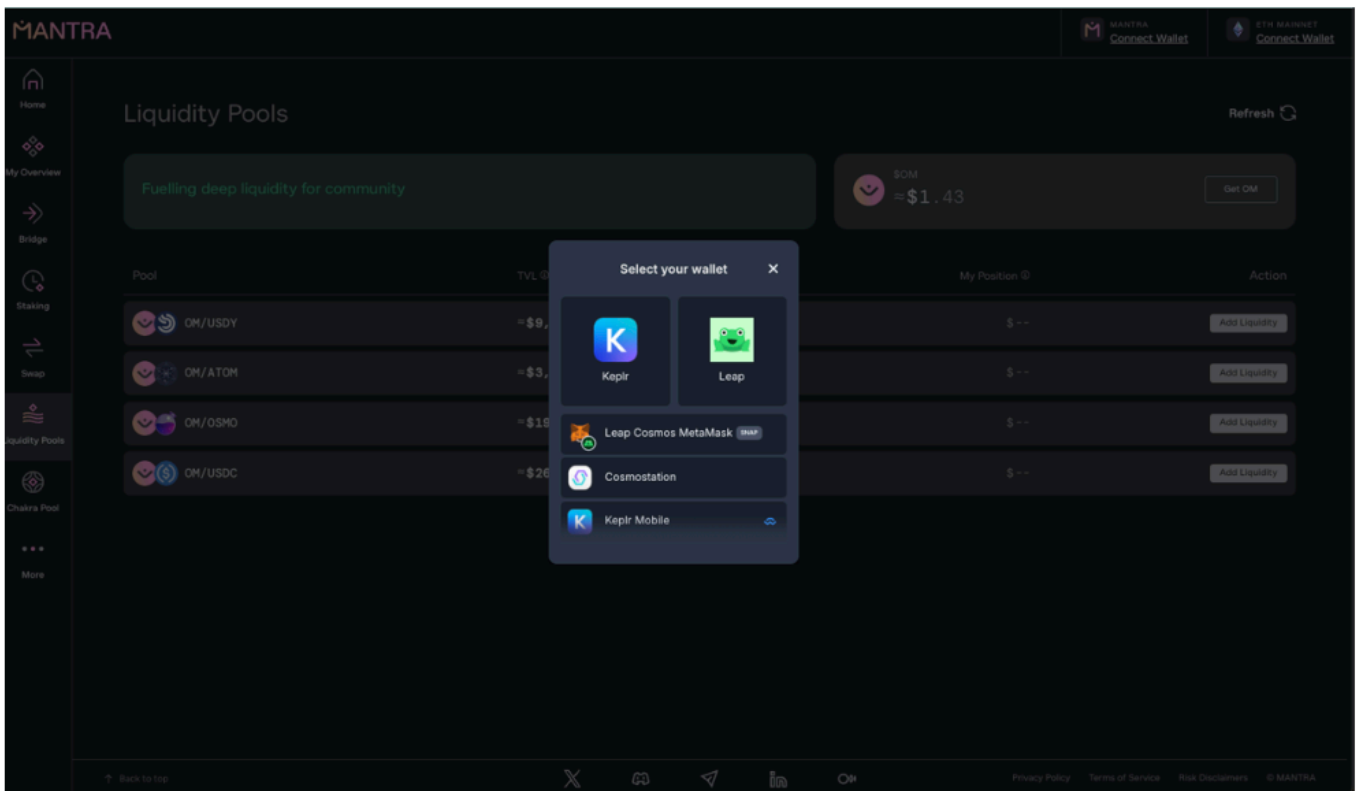 MANTRA
MANTRA
Connect Wallet
ETH MAINNET
Connect Wallet
Home
My Overview
Bridge
Staking
Swap
Liquidity Pools
Chakra Pool
More
Liquidity Pools
Refresh
Fuelling deep liquidity for community
$OM
≈$1.43
Get OM
Pool
TVL
My Position
Action
OM/USDY
≈$9,
$ --
Add Liquidity
OM/ATOM
≈$3,
$ --
Add Liquidity
OM/OSMO
≈$19
$ --
Add Liquidity
OM/USDC
≈$26
$ --
Add Liquidity
Select your wallet
Keplr
Leap
Leap Cosmos MetaMask SNAP
Cosmostation
Keplr Mobile
Back to top
Privacy Policy
Terms of Service
Risk Disclaimers
© MANTRA